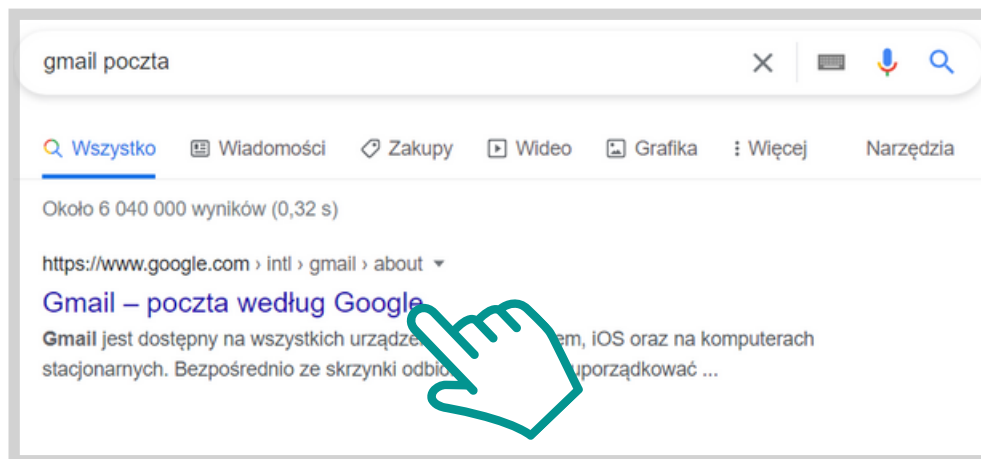 gmail poczta
Wszystko Wiadomości Zakupy Wideo Grafika Więcej Narzędzia
Około 6 040 000 wyników (0,32 s)
https://www.google.com › intl › gmail › about
Gmail – poczta według Google
Gmail jest dostępny na wszystkich em, iOS oraz na komputerach
stacjonarnych. Bezpośrednio ze skrzynki uporządkować ...